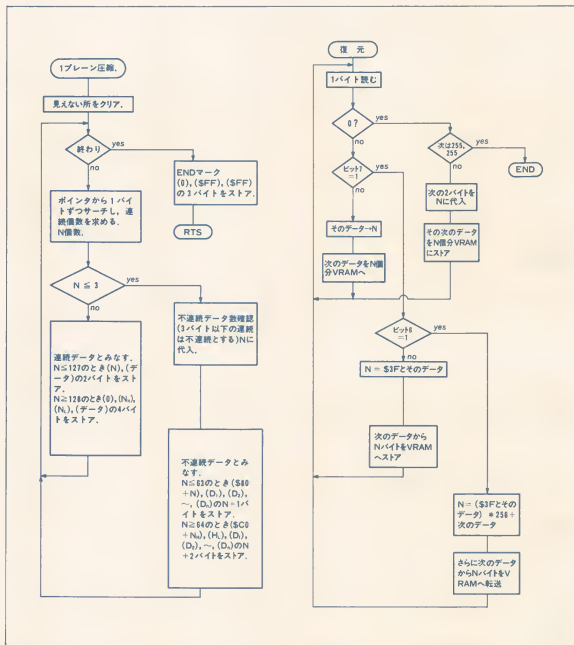 1プレーン圧縮.
見えない所をクリア.
終わり
yes
no
ENDマーク
(0), ($FF), ($FF)
の3バイトをストア.
RTS
ポインタから1バイ
トずつサーチし, 連
続個数を求める.
N個数.
N≦3
yes
no
不連続データ数確認
(3バイト以下の連続
は不連続とする)Nに
代入.
連続データとみなす.
N≦127のとき(N), (デー
タ)の2バイトをスト
ア.
N≧128のとき(0), (NH),
(NL), (データ)の4バイ
トをストア.
不連続データとみ
なす.
N≦63のとき($80
+N), (D1), (D2),
～, (Dn)のN+1バ
イトをストア.
N≧64のとき($C0
+NH), (HL), (D1),
(D2), ～, (Dn)のN
+2バイトをストア.
復 元
1バイト読む
0?
yes
no
次は255,
255
yes
no
END
次の2バイトを
Nに代入
その次のデータ
をN個分VRAM
にストア
ビット7
=1
yes
no
そのデータ→N
次のデータをN個
分VRAMへ
ビット6
=1
yes
no
N=$3Fとそのデータ
次のデータから
NバイトをVRAM
へストア
N=($3Fとそのデ
ータ)*256+
次のデータ
さらに次のデータ
からNバイトをV
RAMへ転送